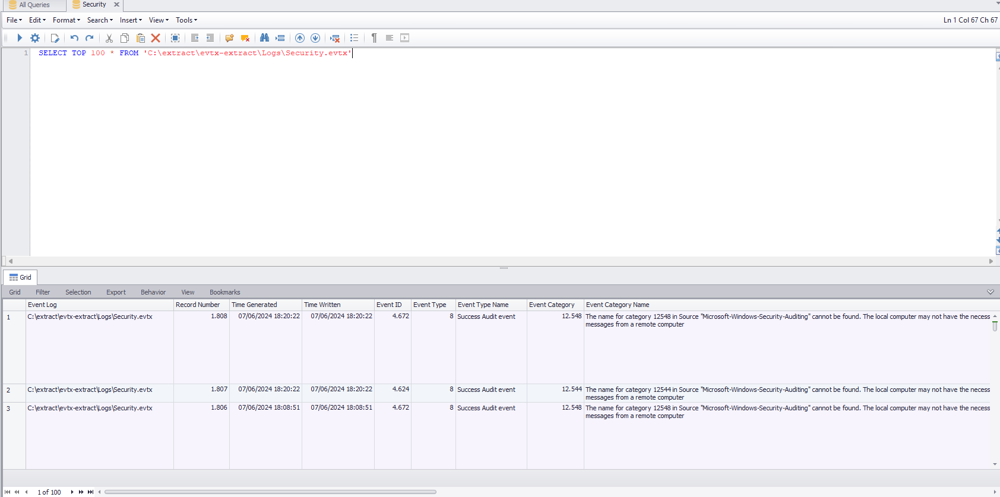 All Queries Security
File Edit Format Search Insert View Tools Ln 1 Col 67 Ch 67
1 SELECT TOP 100 * FROM 'C:\extract\evtx-extract\Logs\Security.evtx'
Grid
Grid Filter Selection Export Behavior View Bookmarks
Event Log Record Number Time Generated Time Written Event ID Event Type Event Type Name Event Category Event Category Name
1 C:\extract\evtx-extract\Logs\Security.evtx 1.808 07/06/2024 18:20:22 07/06/2024 18:20:22 4.672 8 Success Audit event 12.548 The name for category 12548 in Source "Microsoft-Windows-Security-Auditing" cannot be found. The local computer may not have the necess
messages from a remote computer
2 C:\extract\evtx-extract\Logs\Security.evtx 1.807 07/06/2024 18:20:22 07/06/2024 18:20:22 4.624 8 Success Audit event 12.544 The name for category 12544 in Source "Microsoft-Windows-Security-Auditing" cannot be found. The local computer may not have the necess
messages from a remote computer
3 C:\extract\evtx-extract\Logs\Security.evtx 1.806 07/06/2024 18:08:51 07/06/2024 18:08:51 4.672 8 Success Audit event 12.548 The name for category 12548 in Source "Microsoft-Windows-Security-Auditing" cannot be found. The local computer may not have the necess
messages from a remote computer
1 of 100